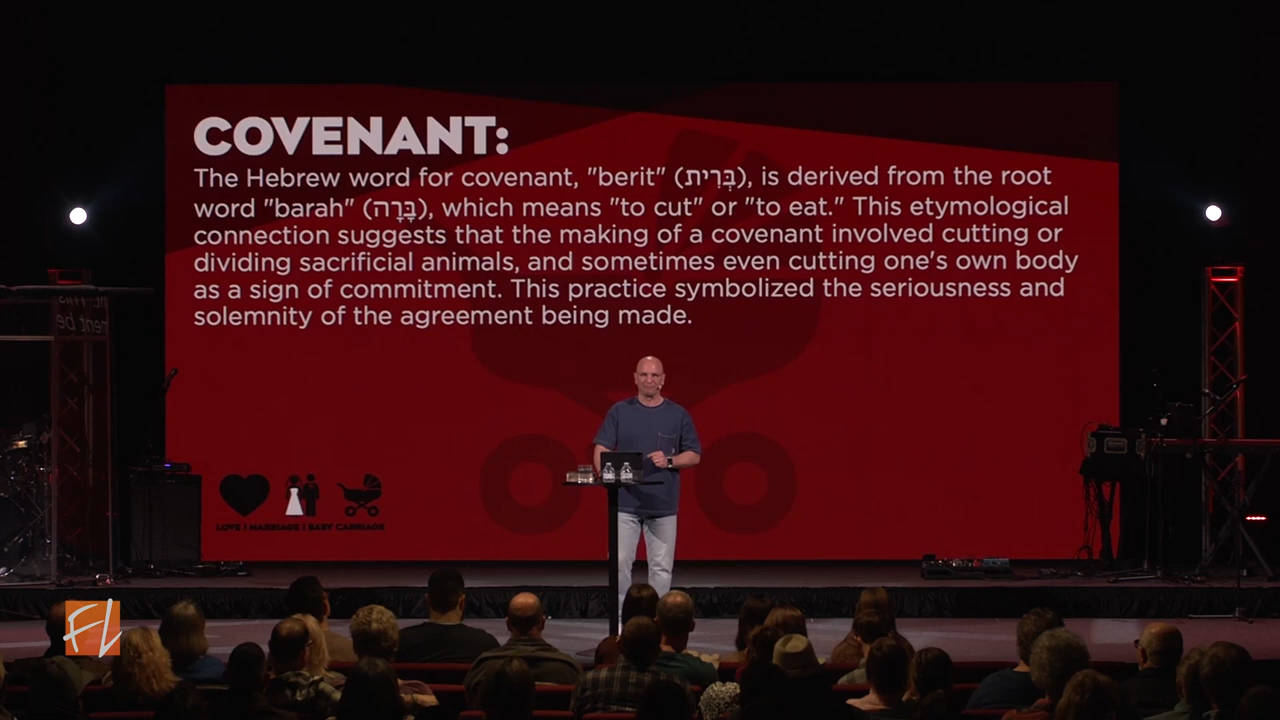 COVENANT:
The Hebrew word for covenant, "berit" (בְּרִית), is derived from the root
word "barah" (בָּרָה), which means "to cut" or "to eat." This etymological
connection suggests that the making of a covenant involved cutting or
dividing sacrificial animals, and sometimes even cutting one's own body
as a sign of commitment. This practice symbolized the seriousness and
solemnity of the agreement being made.
LOVE | MARRIAGE | BABY CARRIAGE
FL